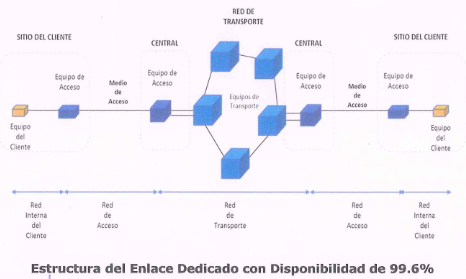 RED DE
TRANSPORTE
SITIO DEL CLIENTE
CENTRAL
CENTRAL
SITIO DEL CLIENTE
Equipo de
Acceso
Medio
de
Acceso
Equipo de
Acceso
Equipos de
Transporte
Equipo de
Acceso
Medio
de
Acceso
Equipo de
Acceso
Equipo
del
Cliente
Equipo
del
Cliente
Red
Interna
del
Cliente
Red
de
Acceso
Red
de
Transporte
Red
de
Acceso
Red
Interna
del
Cliente
Estructura del Enlace Dedicado con Disponibilidad de 99.6%